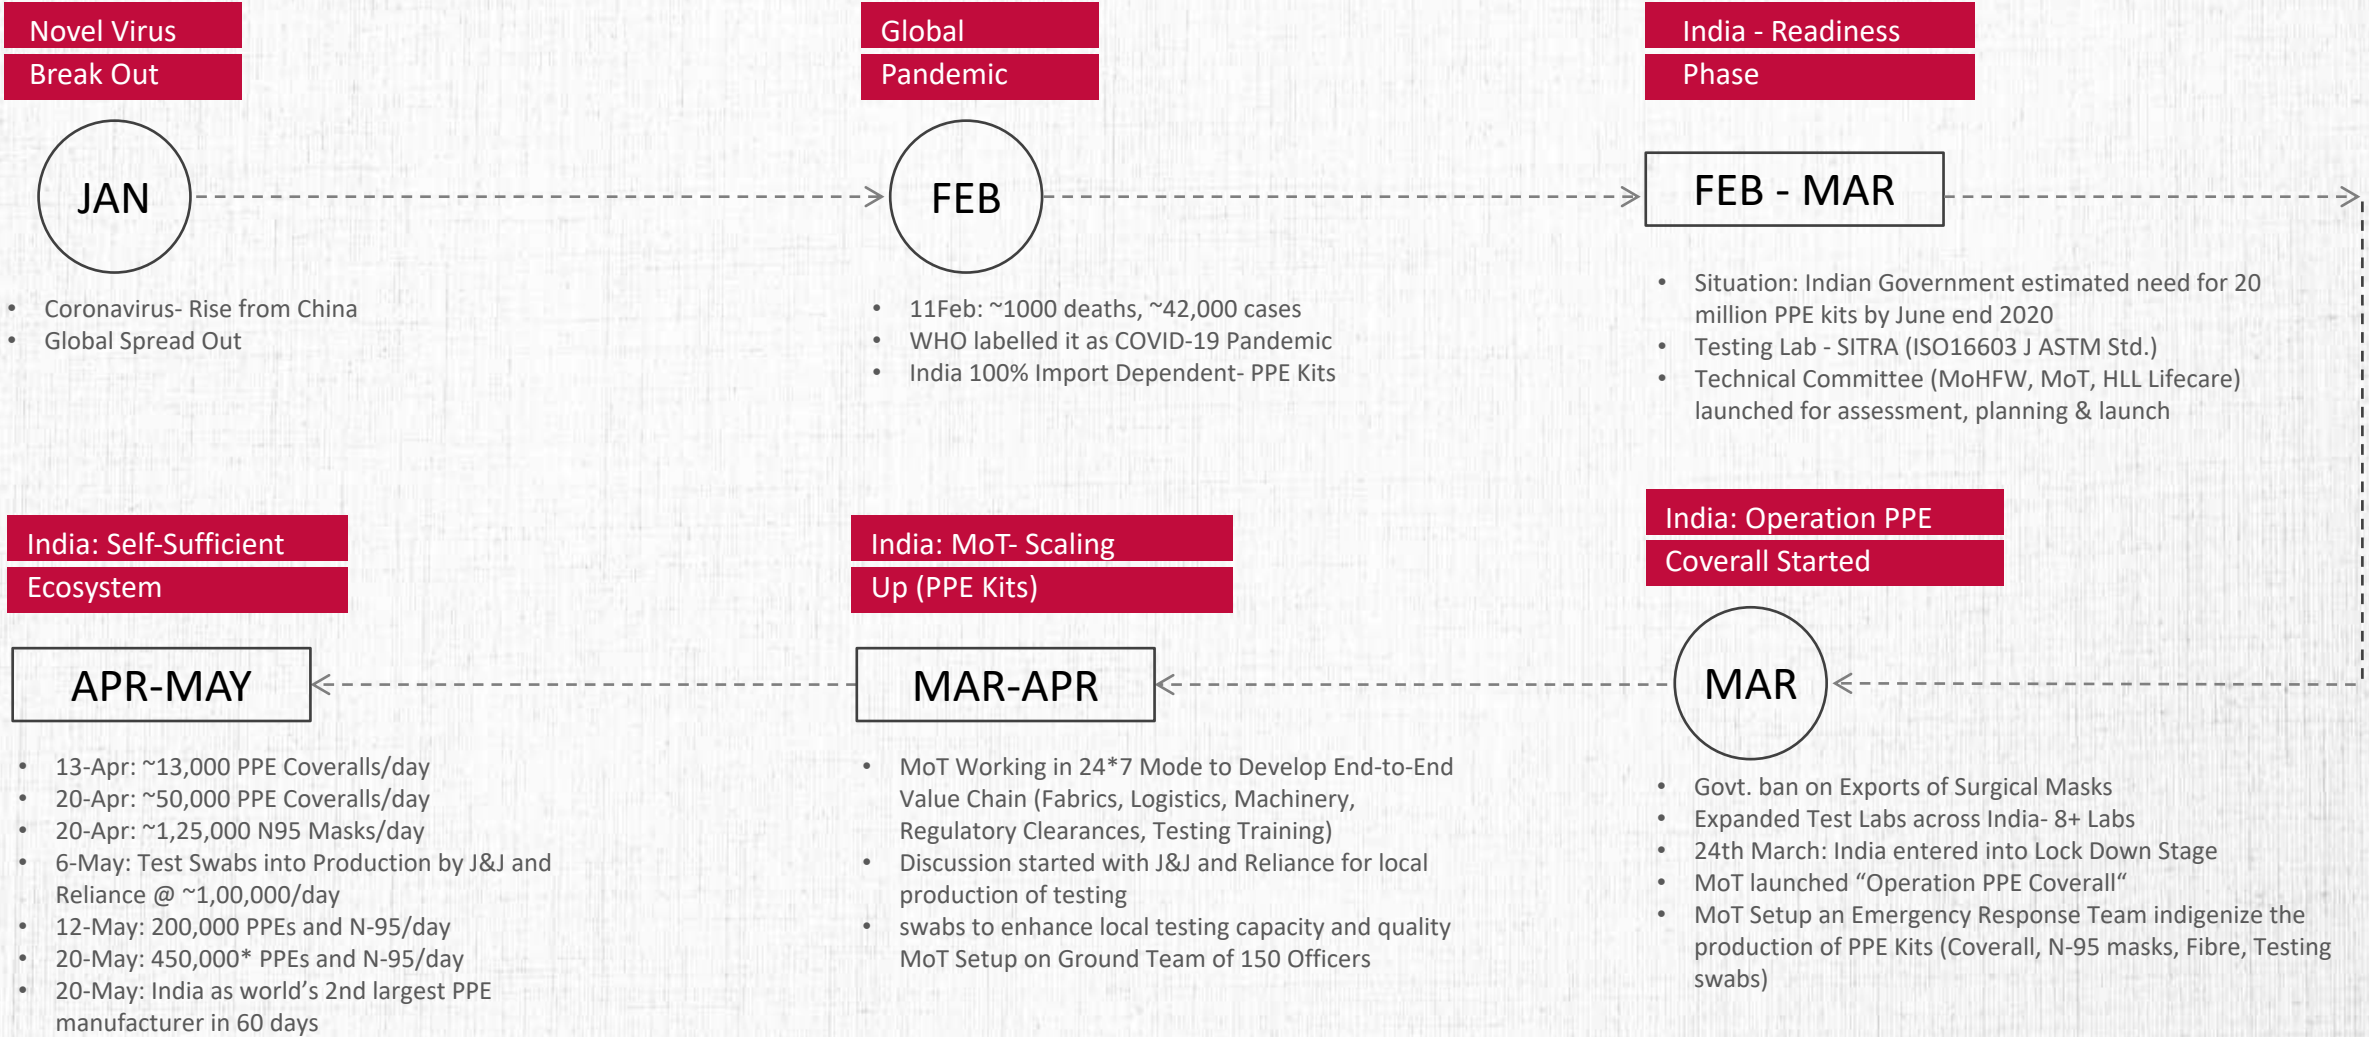 Novel Virus
Break Out
JAN
• Coronavirus- Rise from China
• Global Spread Out
Global
Pandemic
FEB
• 11Feb: ~1000 deaths, ~42,000 cases
• WHO labelled it as COVID-19 Pandemic
• India 100% Import Dependent- PPE Kits
India - Readiness
Phase
FEB - MAR
• Situation: Indian Government estimated need for 20
million PPE kits by June end 2020
• Testing Lab - SITRA (ISO16603 J ASTM Std.)
• Technical Committee (MoHFW, MoT, HLL Lifecare)
launched for assessment, planning & launch
India: Operation PPE
Coverall Started
MAR
• Govt. ban on Exports of Surgical Masks
• Expanded Test Labs across India- 8+ Labs
• 24th March: India entered into Lock Down Stage
• MoT launched “Operation PPE Coverall“
• MoT Setup an Emergency Response Team indigenize the
production of PPE Kits (Coverall, N-95 masks, Fibre, Testing
swabs)
India: MoT- Scaling
Up (PPE Kits)
MAR-APR
• MoT Working in 24*7 Mode to Develop End-to-End
Value Chain (Fabrics, Logistics, Machinery,
Regulatory Clearances, Testing Training)
• Discussion started with J&J and Reliance for local
production of testing
• swabs to enhance local testing capacity and quality
MoT Setup on Ground Team of 150 Officers
India: Self-Sufficient
Ecosystem
APR-MAY
• 13-Apr: ~13,000 PPE Coveralls/day
• 20-Apr: ~50,000 PPE Coveralls/day
• 20-Apr: ~1,25,000 N95 Masks/day
• 6-May: Test Swabs into Production by J&J and
Reliance @ ~1,00,000/day
• 12-May: 200,000 PPEs and N-95/day
• 20-May: 450,000* PPEs and N-95/day
• 20-May: India as world’s 2nd largest PPE
manufacturer in 60 days